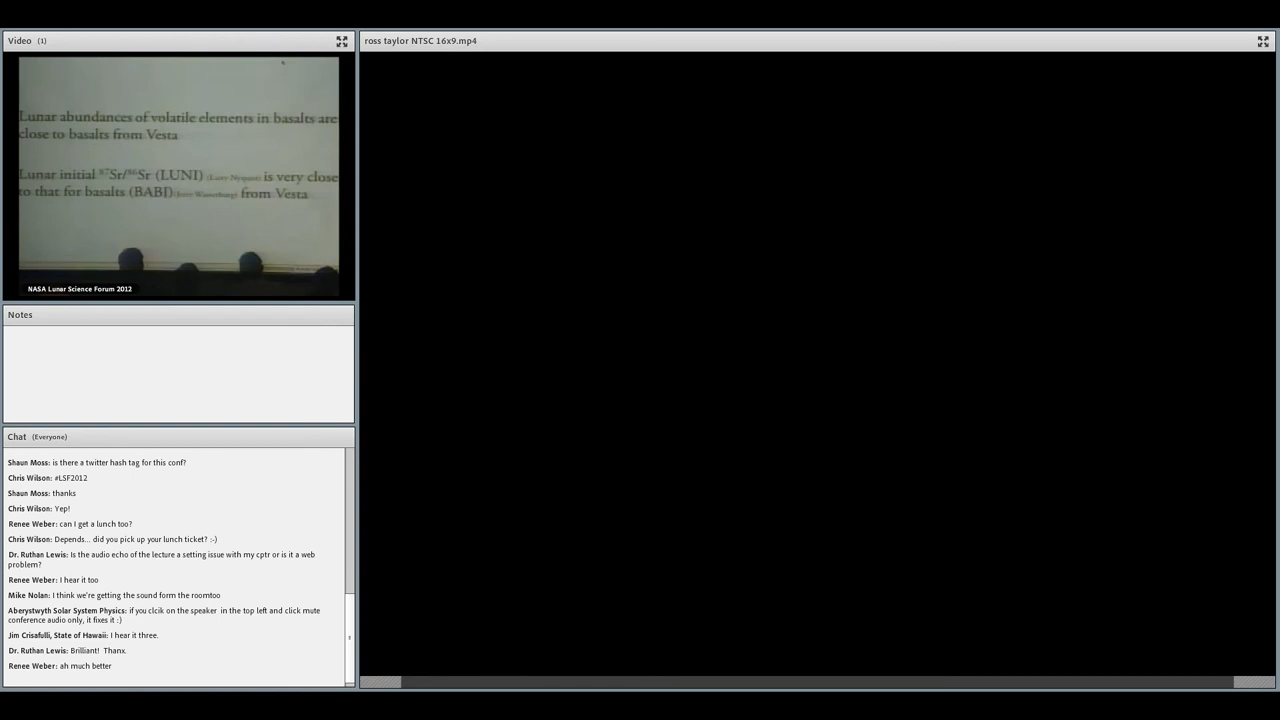 Video (1)
ross taylor NTSC 16x9.mp4
Lunar abundances of volatile elements in basalts are
close to basalts from Vesta
Lunar initial ⁸⁷Sr/⁸⁶Sr (LUNI) (Larry Nyquist) is very close
to that for basalts (BABI)(Jerry Wasserburg) from Vesta
NASA Lunar Science Forum 2012
Notes
Chat (Everyone)
Shaun Moss: is there a twitter hash tag for this conf?
Chris Wilson: #LSF2012
Shaun Moss: thanks
Chris Wilson: Yep!
Renee Weber: can I get a lunch too?
Chris Wilson: Depends... did you pick up your lunch ticket? :-)
Dr. Ruthan Lewis: Is the audio echo of the lecture a setting issue with my cptr or is it a web
problem?
Renee Weber: I hear it too
Mike Nolan: I think we're getting the sound form the roomtoo
Aberystwyth Solar System Physics: if you clcik on the speaker in the top left and click mute
conference audio only, it fixes it :)
Jim Crisafulli, State of Hawaii: I hear it three.
Dr. Ruthan Lewis: Brilliant! Thanx.
Renee Weber: ah much better